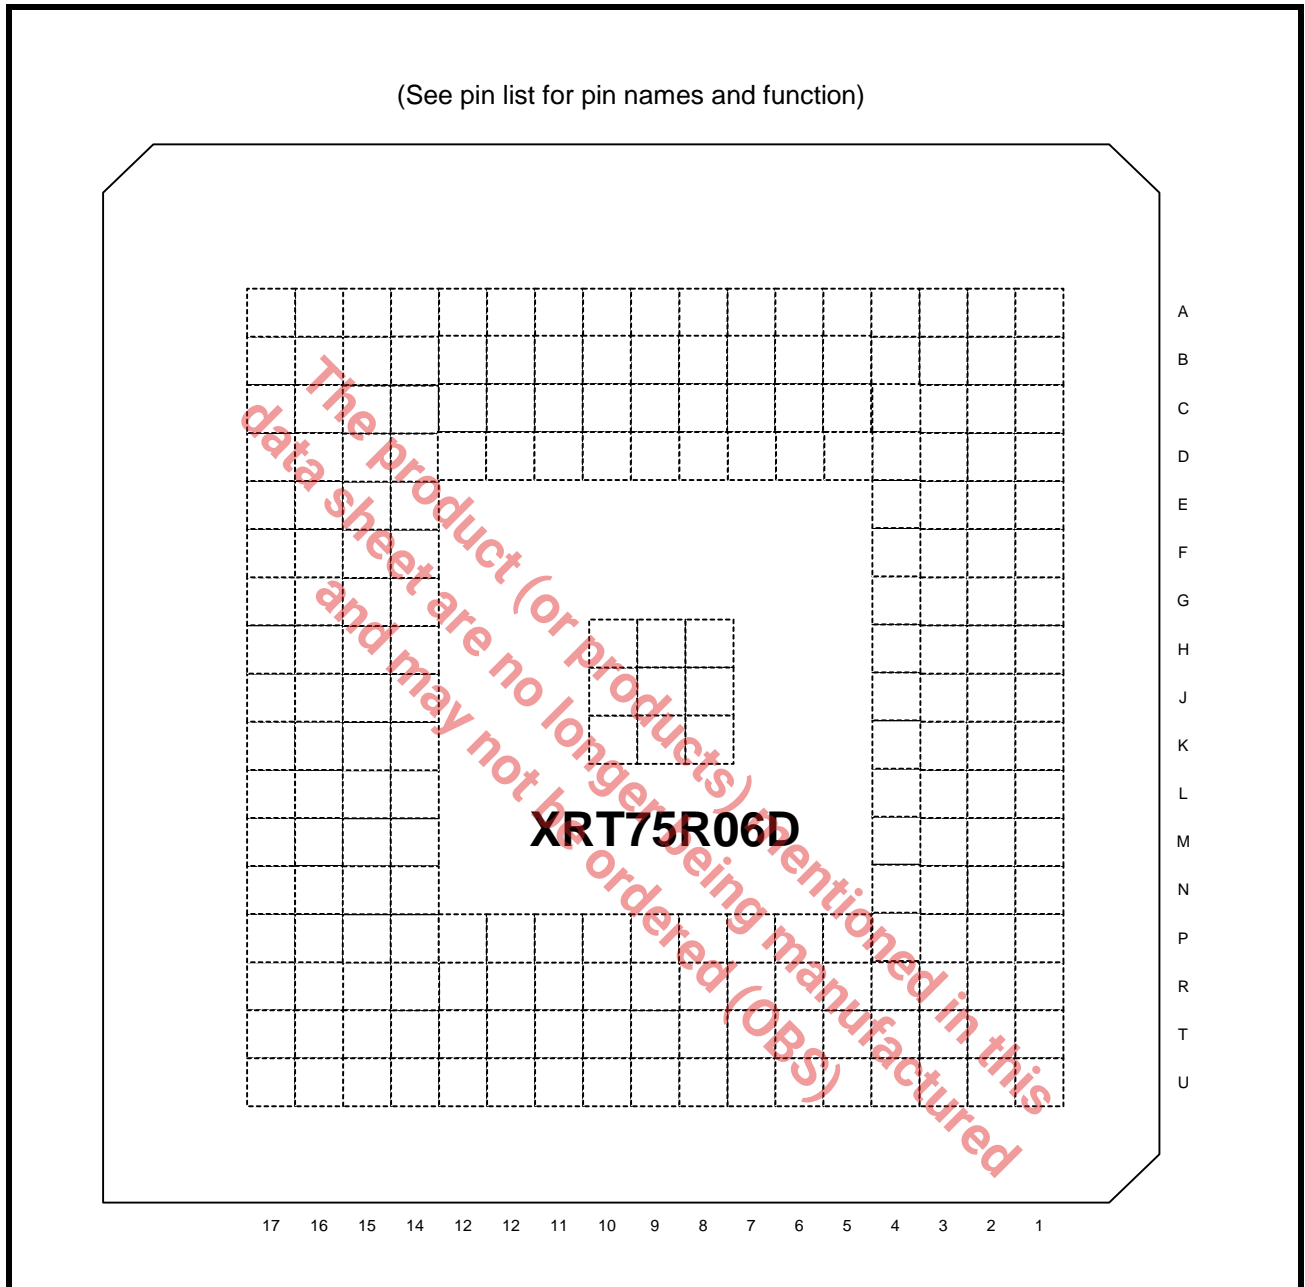 (See pin list for pin names and function)
A
B
C
D
E
F
G
H
J
K
L
M
N
P
R
T
U
XRT75R06D
The product (or products) mentioned in this
data sheet are no longer being manufactured
and may not be ordered (OBS)
17 16 15 14 12 12 11 10 9 8 7 6 5 4 3 2 1